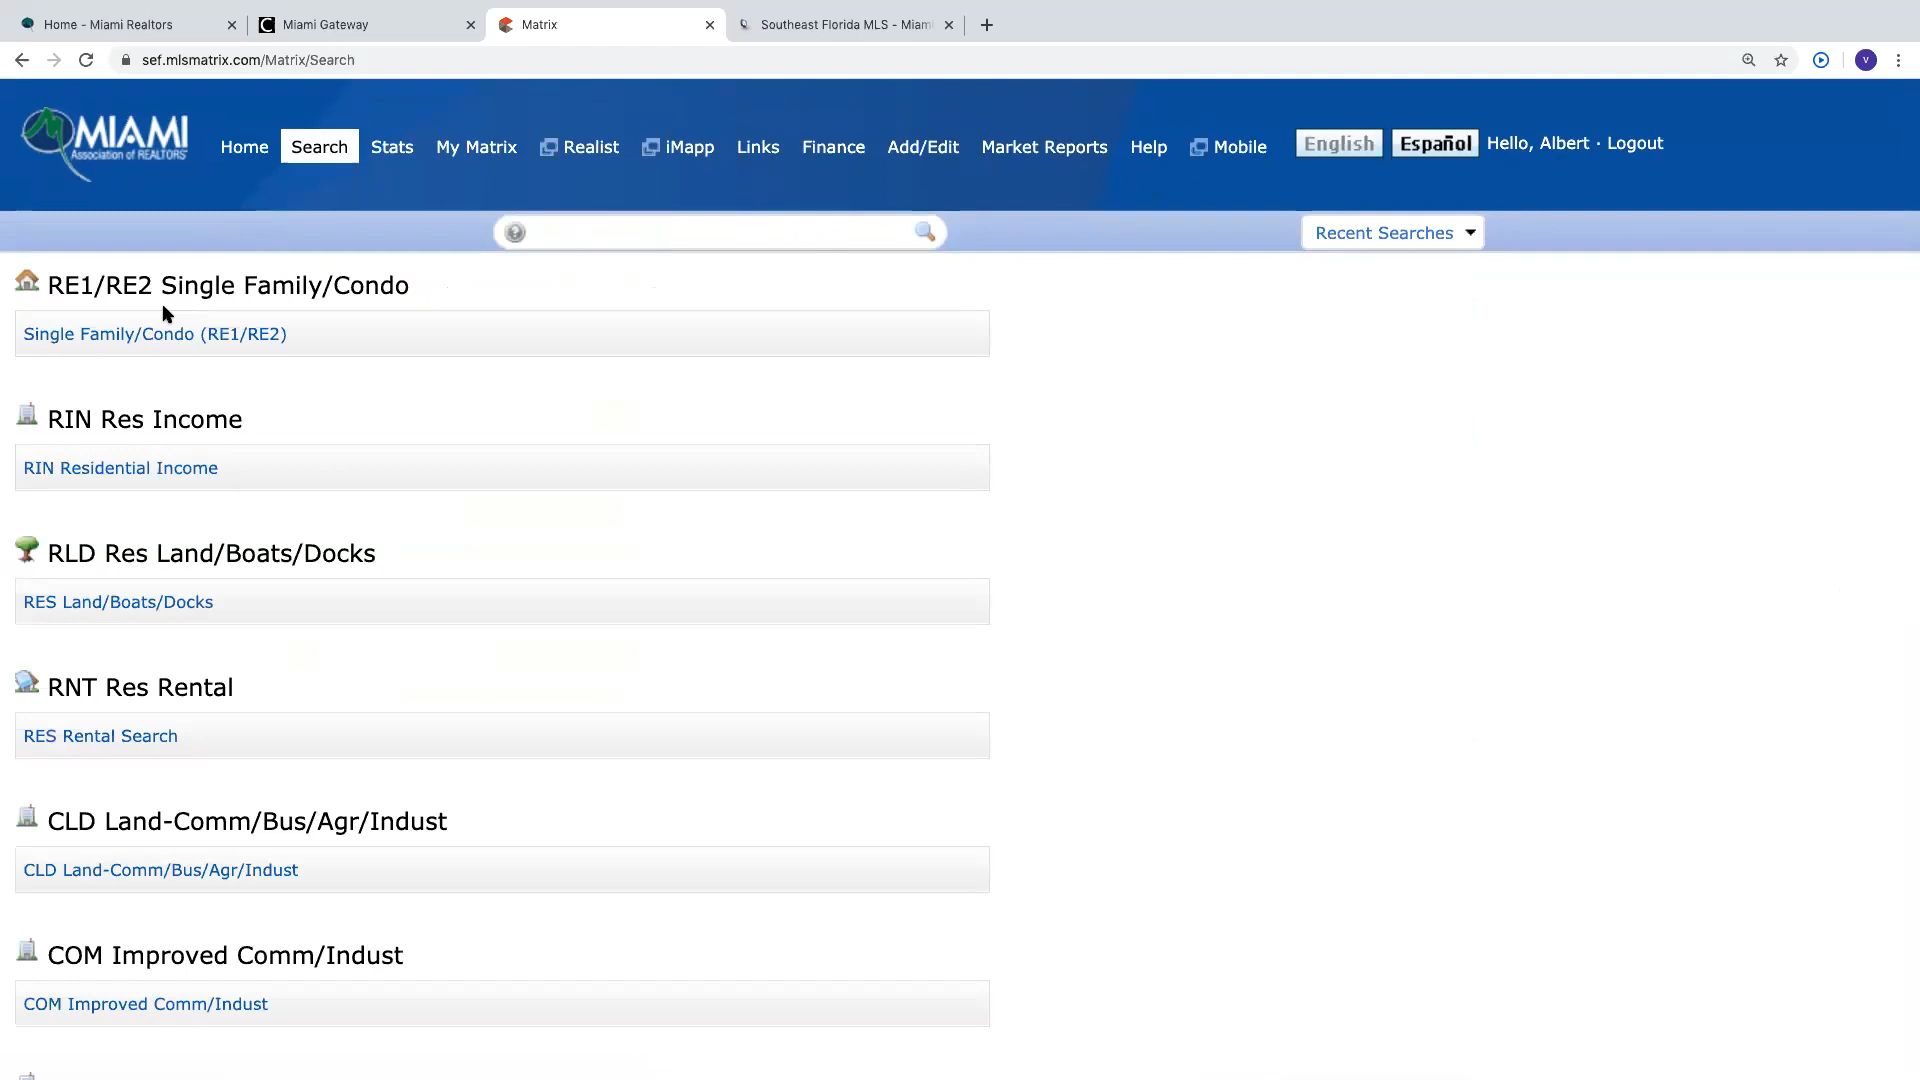 Home - Miami Realtors
Miami Gateway
Matrix
Southeast Florida MLS - Miami
sef.mlsmatrix.com/Matrix/Search
V
MIAMI
Association of REALTORS®
Home
Search
Stats
My Matrix
Realist
iMapp
Links
Finance
Add/Edit
Market Reports
Help
Mobile
English
Español
Hello, Albert · Logout
Recent Searches
RE1/RE2 Single Family/Condo
Single Family/Condo (RE1/RE2)
RIN Res Income
RIN Residential Income
RLD Res Land/Boats/Docks
RES Land/Boats/Docks
RNT Res Rental
RES Rental Search
CLD Land-Comm/Bus/Agr/Indust
CLD Land-Comm/Bus/Agr/Indust
COM Improved Comm/Indust
COM Improved Comm/Indust